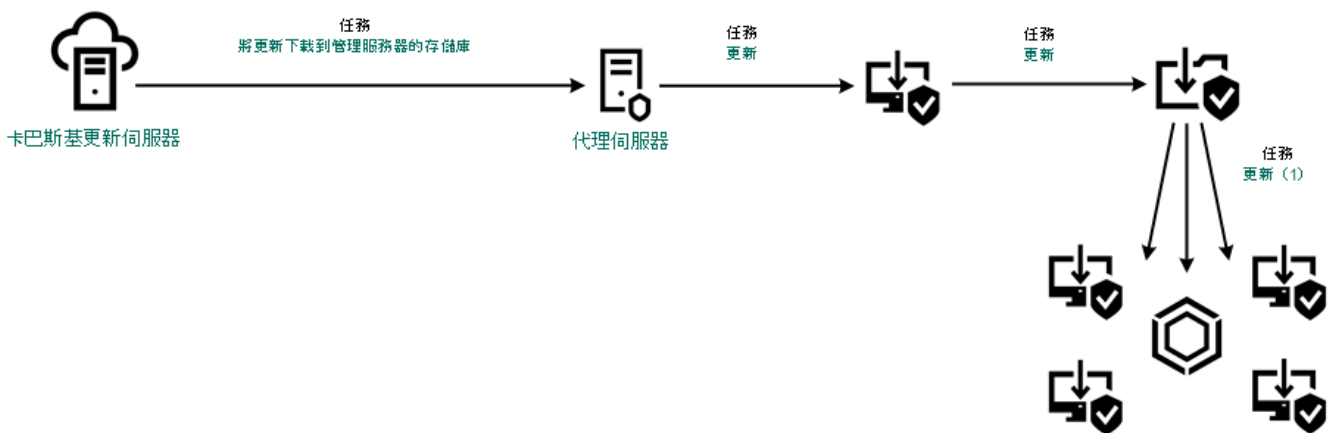 任務
將更新下載到管理服務器的存儲庫
任務
更新
任務
更新
卡巴斯基更新伺服器
代理伺服器
任務
更新（1）